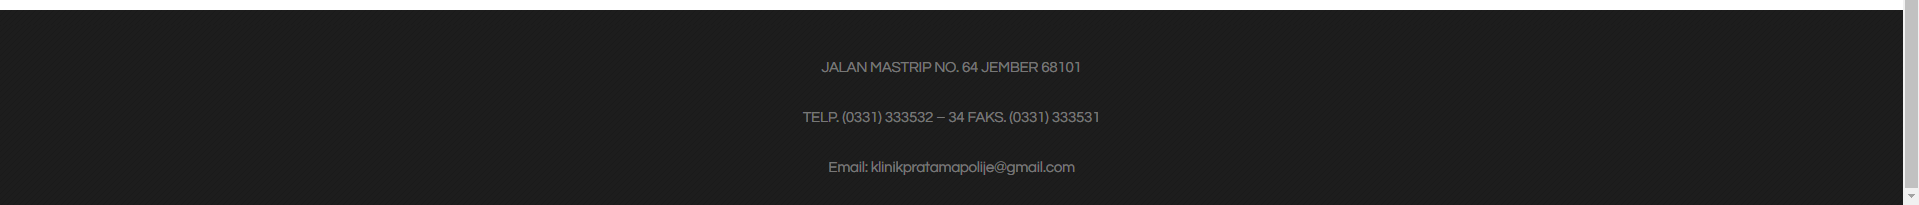 JALAN MASTRIP NO. 64 JEMBER 68101
TELP. (0331) 333532 – 34 FAKS. (0331) 333531
Email: klinikpratamapolije@gmail.com